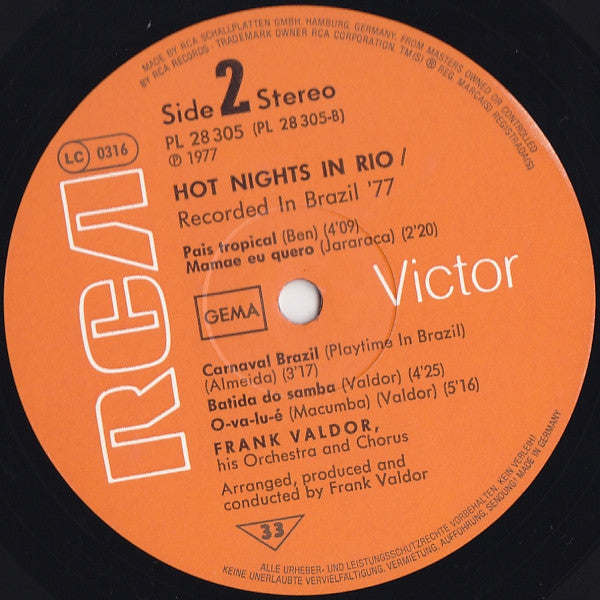 MADE BY RCA SCHALLPLATTEN GMBH, HAMBURG, GERMANY, FROM MASTERS OWNED OR CONTROLLED
BY RCA RECORDS · TRADEMARK OWNER RCA CORPORATION. TM(S) ® REG. MARCA(S) REGISTRADA(S)
Side 2 Stereo
PL 28 305 (PL 28 305-B)
℗ 1977
LC 0316
HOT NIGHTS IN RIO /
Recorded In Brazil '77
Pais tropical (Ben) (4'09)
Mamae eu quero (Jararaca) (2'20)
RCA
Victor
GEMA
Carnaval Brazil (Playtime In Brazil)
(Almeida) (3'17)
Batida do samba (Valdor) (4'25)
O-va-lu-é (Macumba) (Valdor) (5'16)
FRANK VALDOR,
his Orchestra and Chorus
Arranged, produced and
conducted by Frank Valdor
33
ALLE URHEBER- UND LEISTUNGSSCHUTZRECHTE VORBEHALTEN, KEIN VERLEIH!
KEINE UNERLAUBTE VERVIELFÄLTIGUNG, VERMIETUNG, AUFFÜHRUNG, SENDUNG! MADE IN GERMANY